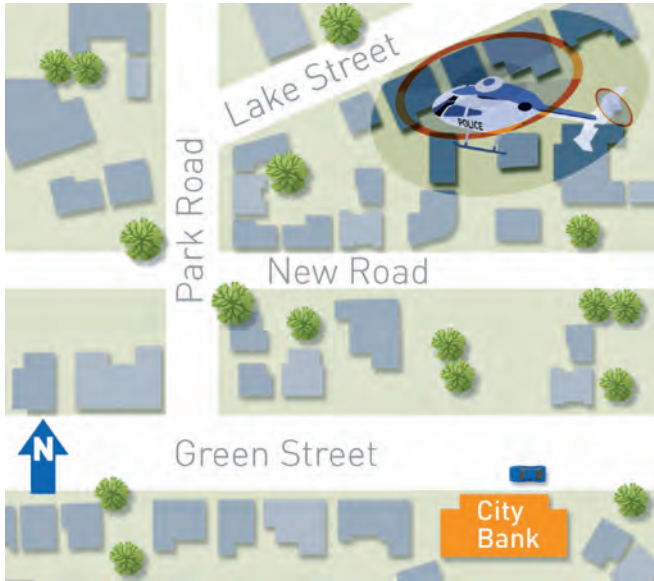 Lake Street
POLICE
Park Road
New Road
N
Green Street
City
Bank